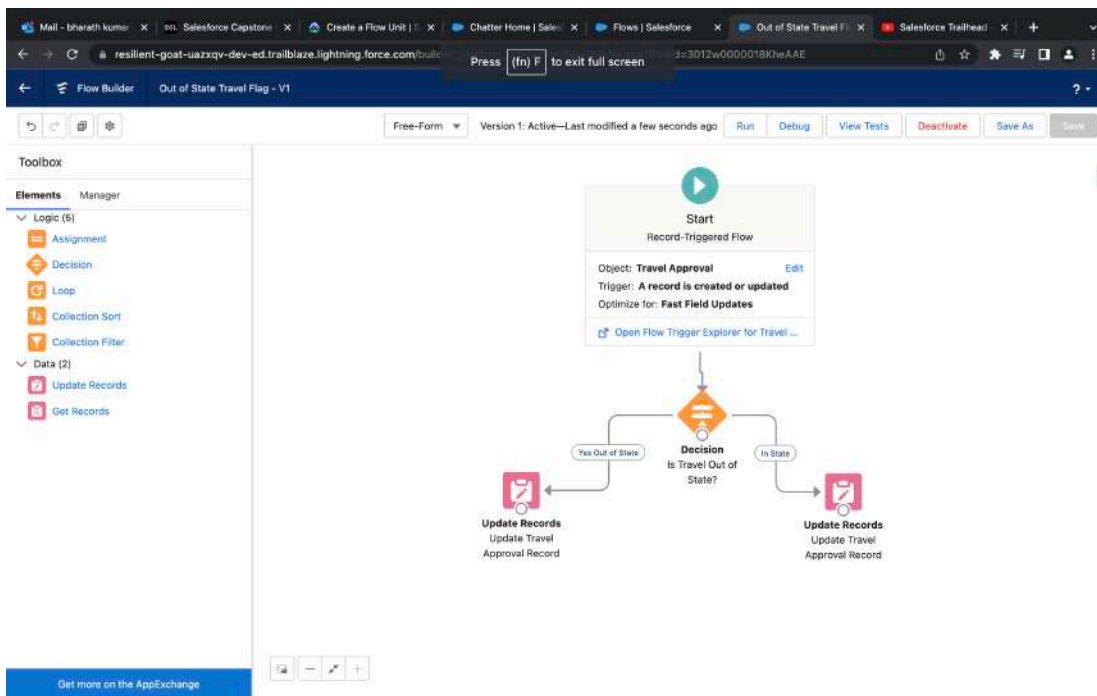 Mail - bharath kumar
Salesforce Capstone
Create a Flow Unit | S
Chatter Home | Sales
Flows | Salesforce
Out of State Travel Fl
Salesforce Trailhead
resilient-goat-uazxqv-dev-ed.trailblaze.lightning.force.com/build
Press (fn) F to exit full screen
=3012w0000018KheAAE
Flow Builder
Out of State Travel Flag - V1
?
Free-Form
Version 1: Active—Last modified a few seconds ago
Run
Debug
View Tests
Deactivate
Save As
Save
Toolbox
Elements
Manager
Logic (5)
Assignment
Decision
Loop
Collection Sort
Collection Filter
Data (2)
Update Records
Get Records
Start
Record-Triggered Flow
Object: Travel Approval
Edit
Trigger: A record is created or updated
Optimize for: Fast Field Updates
Open Flow Trigger Explorer for Travel ...
Yes Out of State
Decision
Is Travel Out of
State?
In State
Update Records
Update Travel
Approval Record
Update Records
Update Travel
Approval Record
Get more on the AppExchange